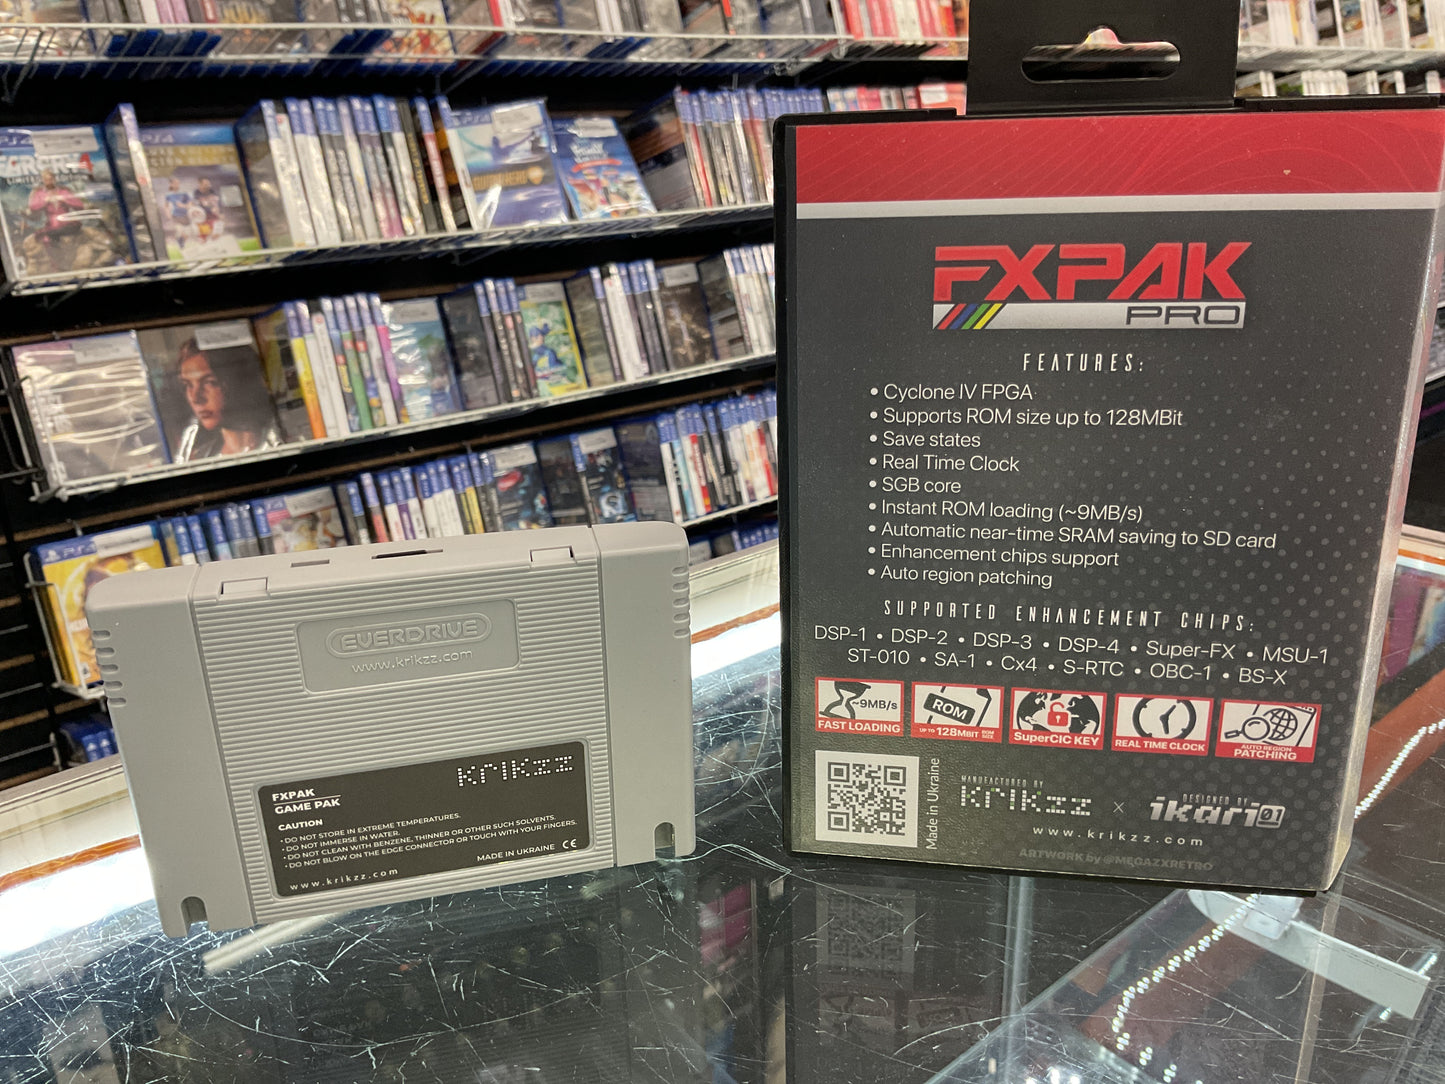 FARCRY 4
PS4
EVERDRIVE
www.krikzz.com
krikzz
FXPAK
GAME PAK
CAUTION
• DO NOT STORE IN EXTREME TEMPERATURES.
• DO NOT IMMERSE IN WATER.
• DO NOT CLEAN WITH BENZENE, THINNER OR OTHER SUCH SOLVENTS.
• DO NOT BLOW ON THE EDGE CONNECTOR OR TOUCH WITH YOUR FINGERS.
MADE IN UKRAINE CE
www.krikzz.com
FXPAK
PRO
FEATURES:
• Cyclone IV FPGA
• Supports ROM size up to 128MBit
• Save states
• Real Time Clock
• SGB core
• Instant ROM loading (~9MB/s)
• Automatic near-time SRAM saving to SD card
• Enhancement chips support
• Auto region patching
SUPPORTED ENHANCEMENT CHIPS:
DSP-1 • DSP-2 • DSP-3 • DSP-4 • Super-FX • MSU-1
ST-010 • SA-1 • Cx4 • S-RTC • OBC-1 • BS-X
~9MB/s
FAST LOADING
ROM
UP TO 128MBIT ROM SIZE
SuperCIC KEY
REAL TIME CLOCK
AUTO REGION
PATCHING
Made in Ukraine
MANUFACTURED BY
krikzz
x
DESIGNED BY
ikari_01
www.krikzz.com
ARTWORK by @MEGAZXRETRO